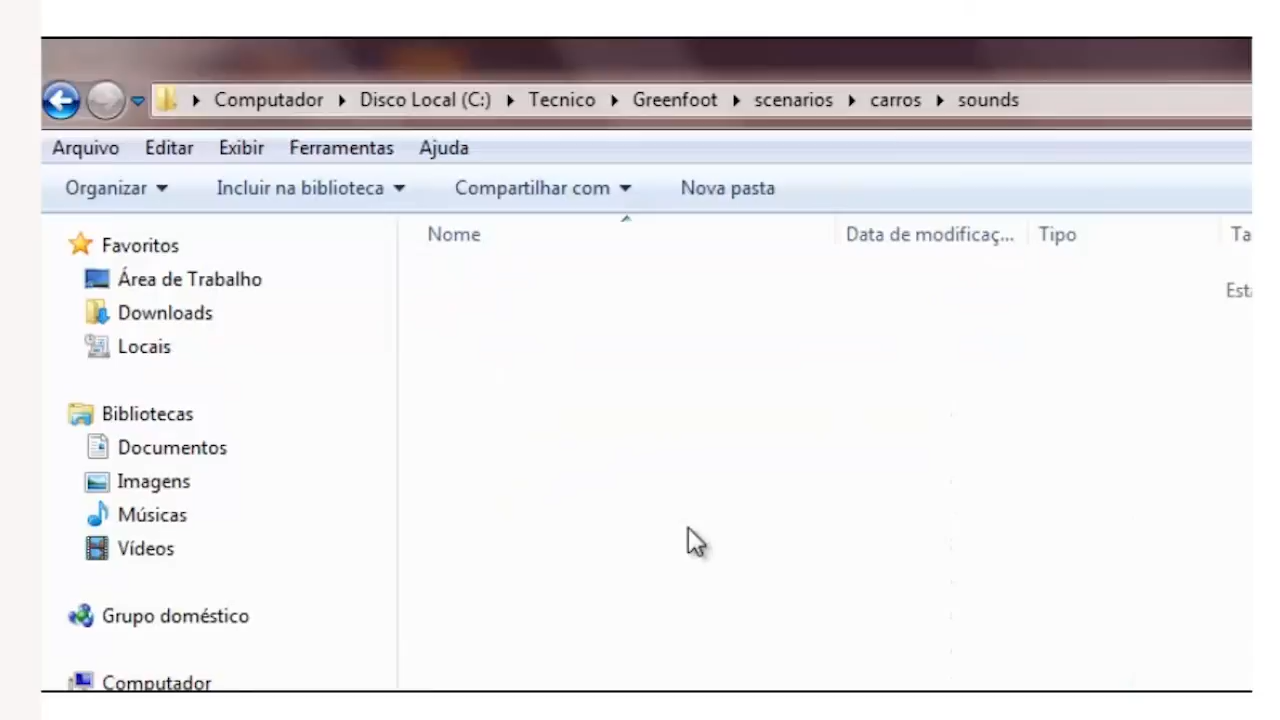 Computador Disco Local (C:) Tecnico Greenfoot scenarios carros sounds
Arquivo Editar Exibir Ferramentas Ajuda
Organizar Incluir na biblioteca Compartilhar com Nova pasta
Nome Data de modificaç... Tipo Ta
Est
Favoritos
Área de Trabalho
Downloads
Locais
Bibliotecas
Documentos
Imagens
Músicas
Vídeos
Grupo doméstico
Computador